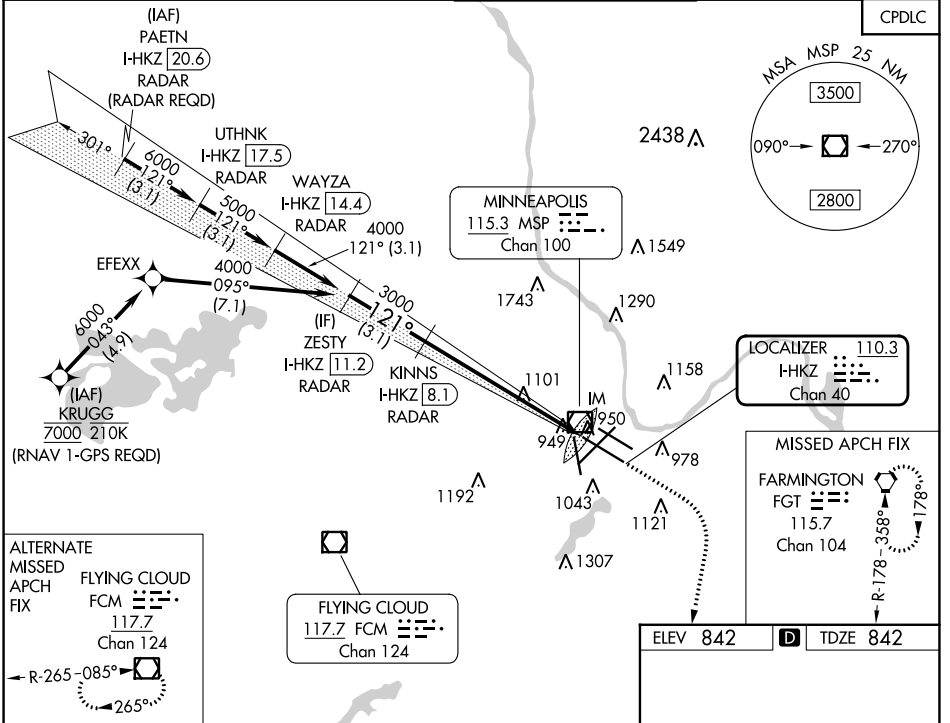 CPDLC
(IAF)
PAETN
I-HKZ 20.6
RADAR
(RADAR REQD)
MSA MSP 25 NM
3500
090° 270°
2800
301°
6000
121°
(3.1)
UTHNK
I-HKZ 17.5
RADAR
5000
121°
(3.1)
WAYZA
I-HKZ 14.4
RADAR
4000
121° (3.1)
2438
MINNEAPOLIS
115.3 MSP
Chan 100
1549
EFEXX
4000
095°
(7.1)
3000
121°
(3.1)
1743
1290
6000
043°
(4.9)
(IF)
ZESTY
I-HKZ 11.2
RADAR
KINNS
I-HKZ 8.1
RADAR
LOCALIZER 110.3
I-HKZ
Chan 40
1158
1101
IM
950
949
(IAF)
KRUGG
7000 210K
(RNAV 1-GPS REQD)
978
1192
1043
1121
1307
MISSED APCH FIX
FARMINGTON
FGT
115.7
Chan 104
178°
R-178 358°
ALTERNATE
MISSED
APCH
FIX
FLYING CLOUD
FCM
117.7
Chan 124
R-265 085°
265°
FLYING CLOUD
117.7 FCM
Chan 124
ELEV 842 D TDZE 842